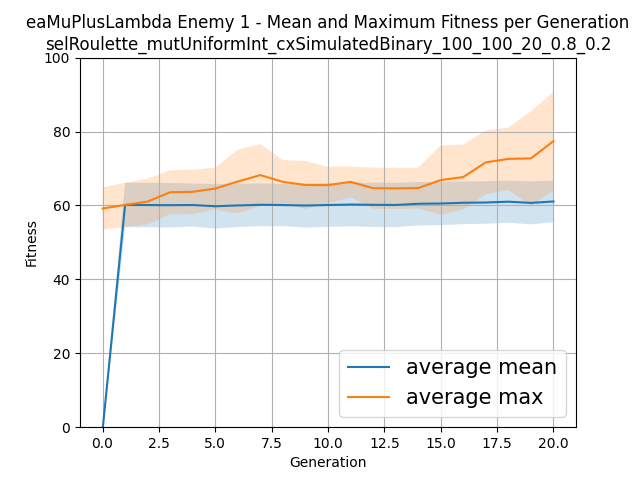 eaMuPlusLambda Enemy 1 - Mean and Maximum Fitness per Generation
selRoulette_mutUniformInt_cxSimulatedBinary_100_100_20_0.8_0.2
100
80
60
40
20
0
Fitness
average mean
average max
0.0 2.5 5.0 7.5 10.0 12.5 15.0 17.5 20.0
Generation